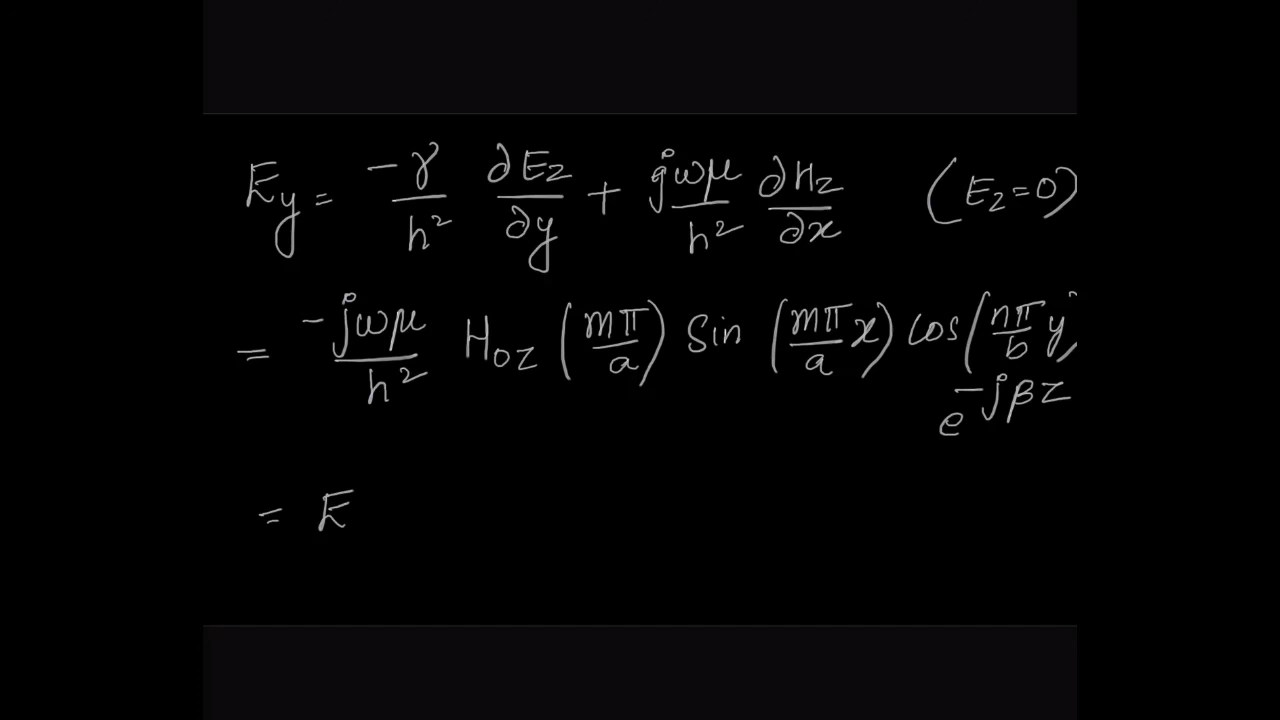 Ey = -γ/h² ∂Ez/∂y + jωμ/h² ∂Hz/∂x (Ez=0)
= -jωμ/h² Hoz (mπ/a) Sin (mπ/a x) cos (nπ/b y)
e^-jβz
= E